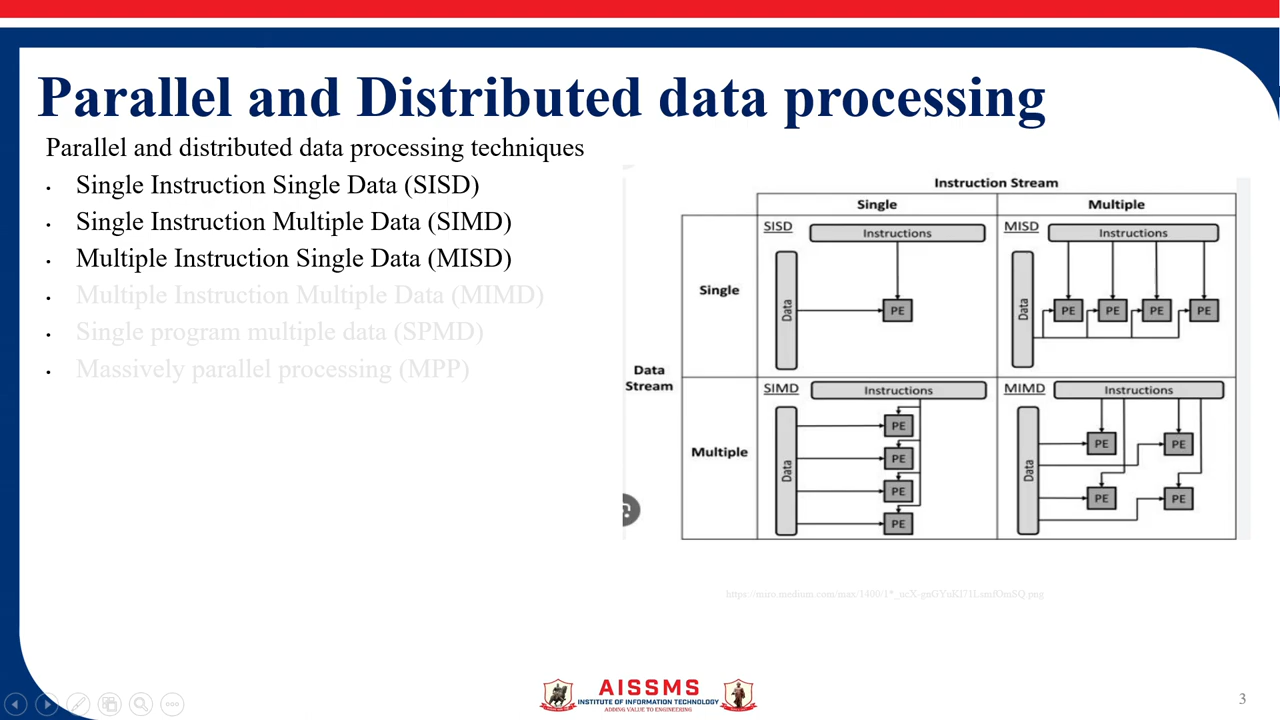 Parallel and Distributed data processing
Parallel and distributed data processing techniques
• Single Instruction Single Data (SISD)
• Single Instruction Multiple Data (SIMD)
• Multiple Instruction Single Data (MISD)
• Multiple Instruction Multiple Data (MIMD)
• Single program multiple data (SPMD)
• Massively parallel processing (MPP)
Instruction Stream
Single
Multiple
Data Stream
Single
SISD
Instructions
Data
PE
MISD
Instructions
Data
PE PE PE PE
Multiple
SIMD
Instructions
Data
PE
PE
PE
PE
MIMD
Instructions
Data
PE PE
PE PE
AISSMS
INSTITUTE OF INFORMATION TECHNOLOGY
ADDING VALUE TO ENGINEERING
3